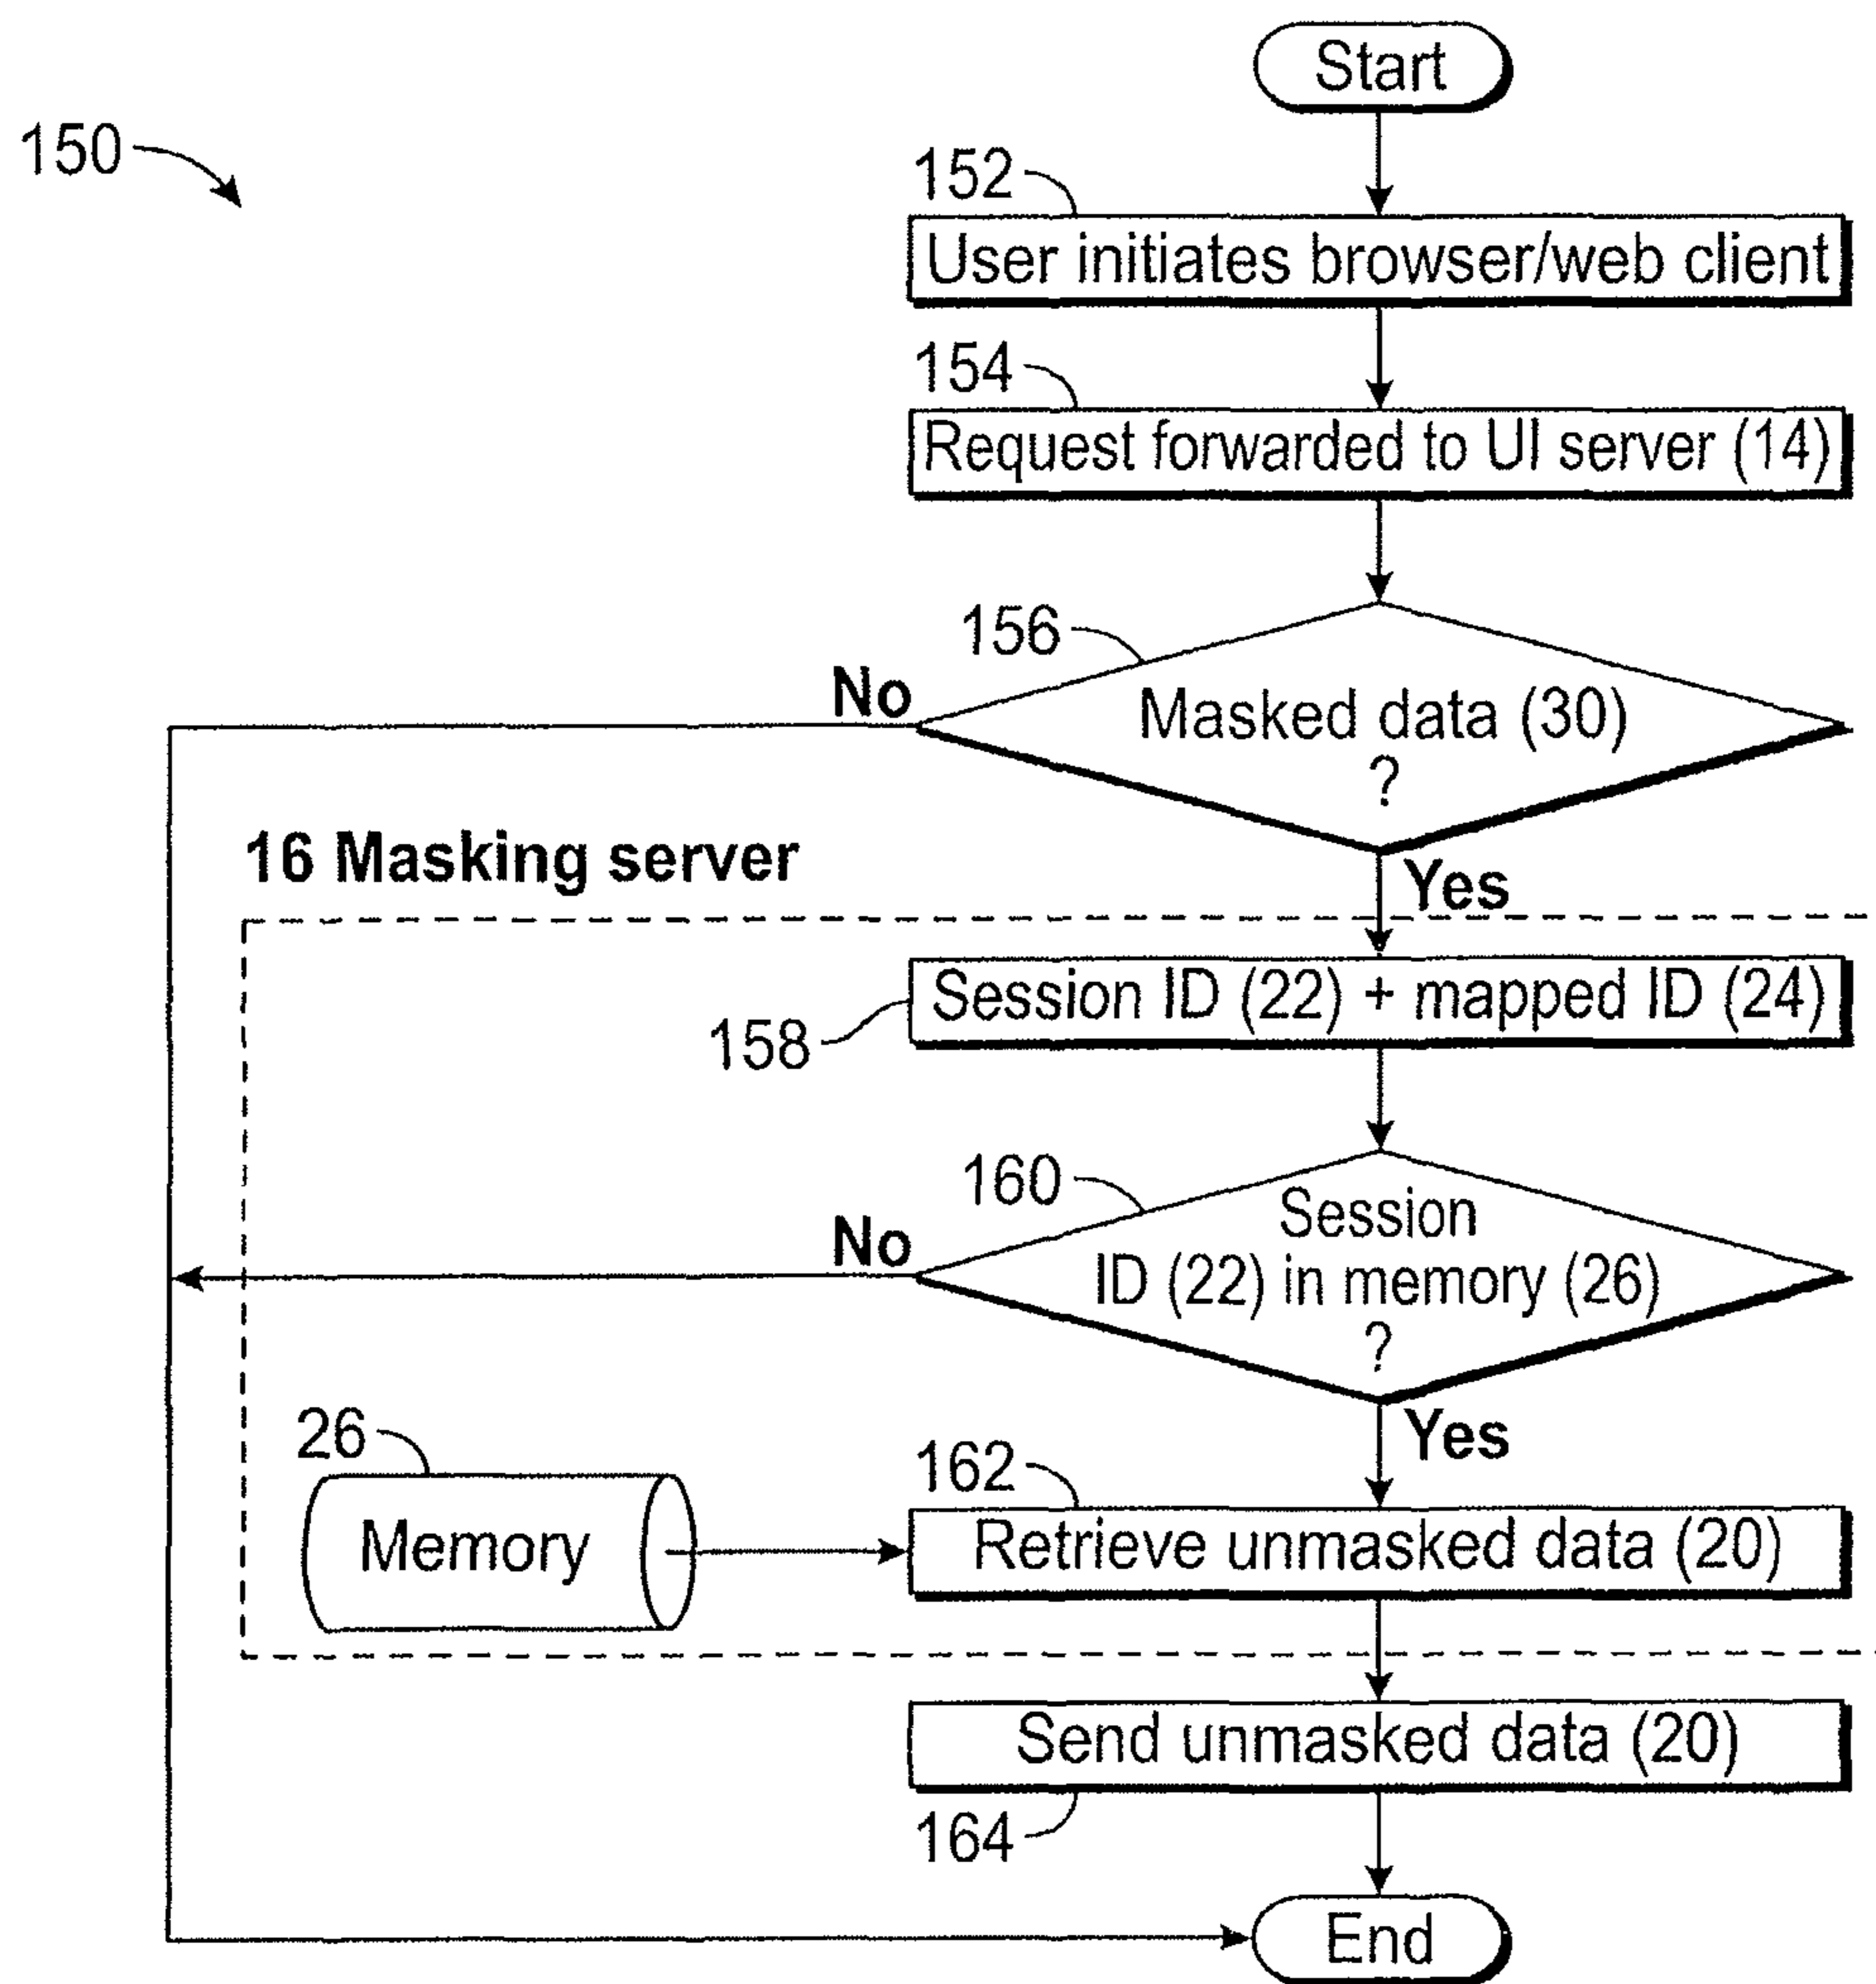 Start
150
152
User initiates browser/web client
154
Request forwarded to UI server (14)
156
No
Masked data (30)
?
16 Masking server
Yes
Session ID (22) + mapped ID (24)
158
160
Session
No
ID (22) in memory (26)
?
26
Yes
162
Memory
Retrieve unmasked data (20)
Send unmasked data (20)
164
End